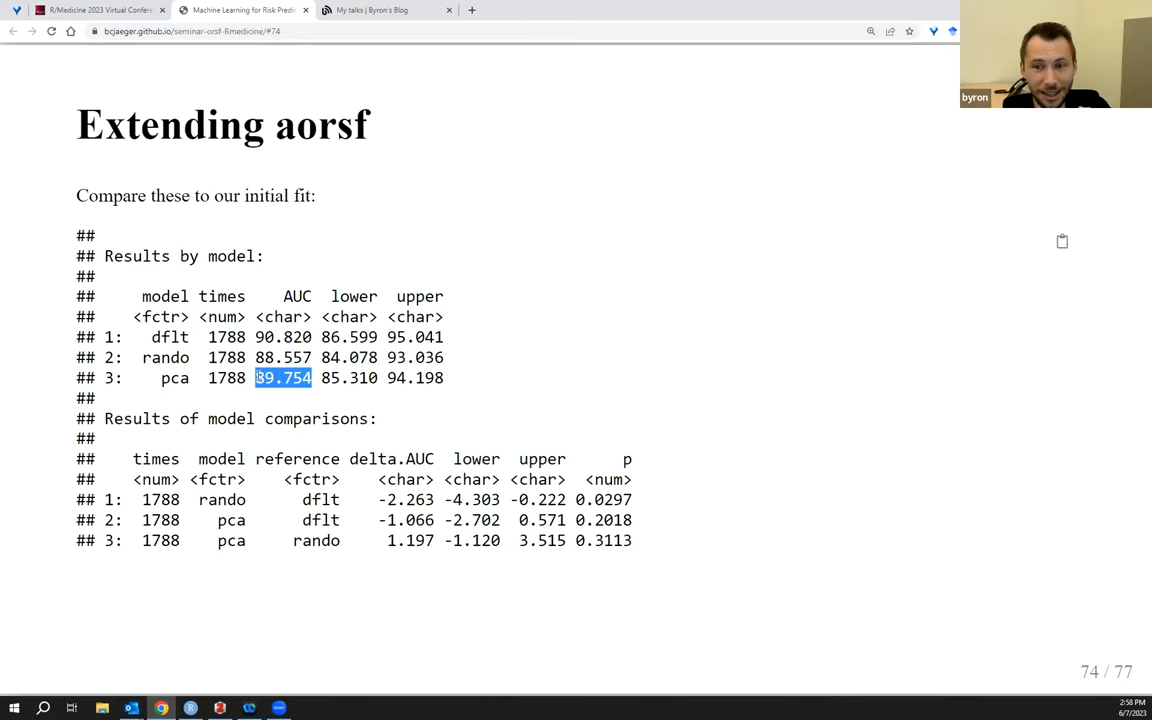 R/Medicine 2023 Virtual Confere
Machine Learning for Risk Predic
My talks | Byron's Blog
bcjaeger.github.io/seminar-orsf-Rmedicine/#74
byron
Extending aorsf
Compare these to our initial fit:
##
## Results by model:
##
##     model times    AUC  lower  upper
##    <fctr> <num> <char> <char> <char>
## 1:   dflt  1788 90.820 86.599 95.041
## 2:  rando  1788 88.557 84.078 93.036
## 3:    pca  1788 89.754 85.310 94.198
##
## Results of model comparisons:
##
##    times  model reference delta.AUC  lower  upper      p
##    <num> <fctr>    <fctr>    <char> <char> <char>  <num>
## 1:  1788  rando      dflt    -2.263 -4.303 -0.222 0.0297
## 2:  1788    pca      dflt    -1.066 -2.702  0.571 0.2018
## 3:  1788    pca     rando     1.197 -1.120  3.515 0.3113
74 / 77
2:58 PM
6/7/2023